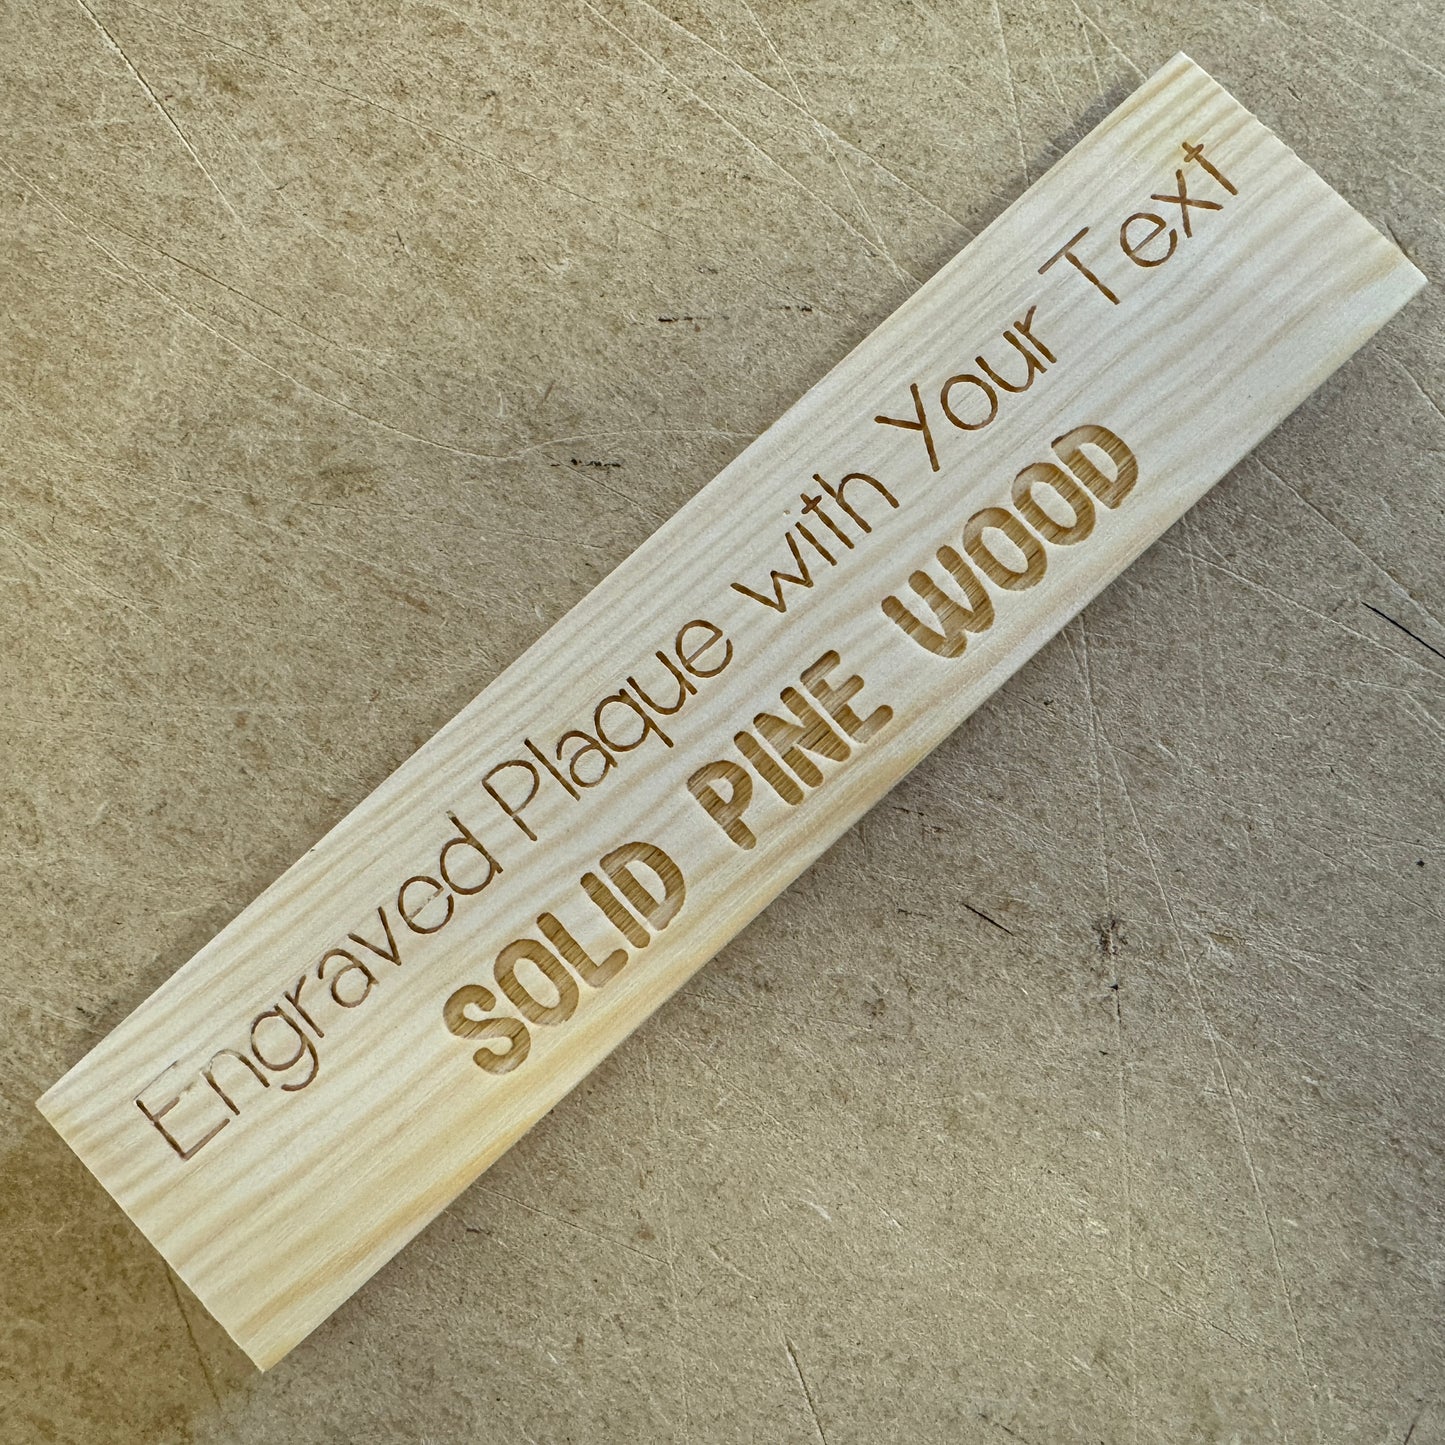 Engraved Plaque with Your Text
SOLID PINE WOOD